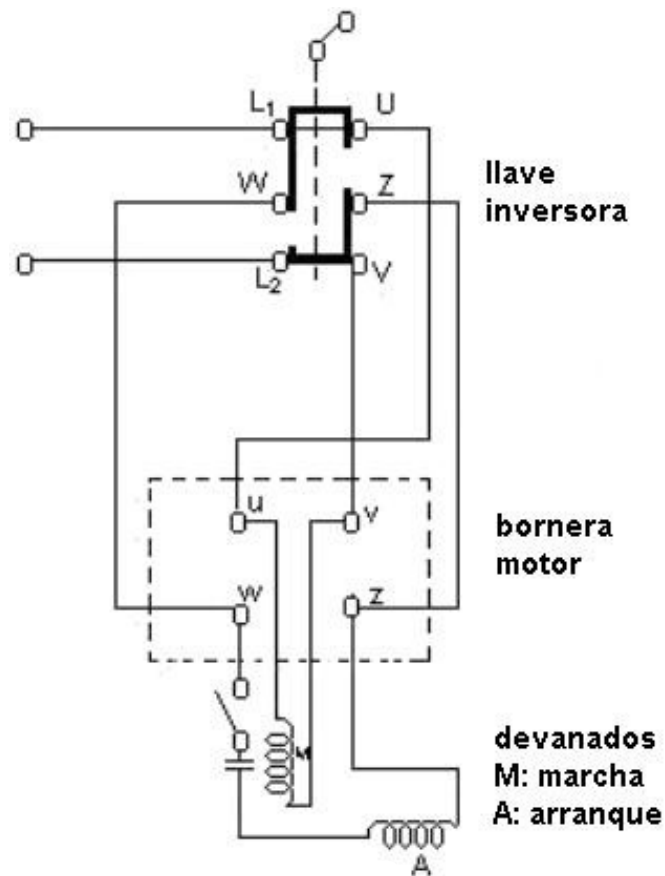 L1 U
W Z
L2 V
llave
inversora
u v
w z
bornera
motor
M
devanados
M: marcha
A: arranque
A